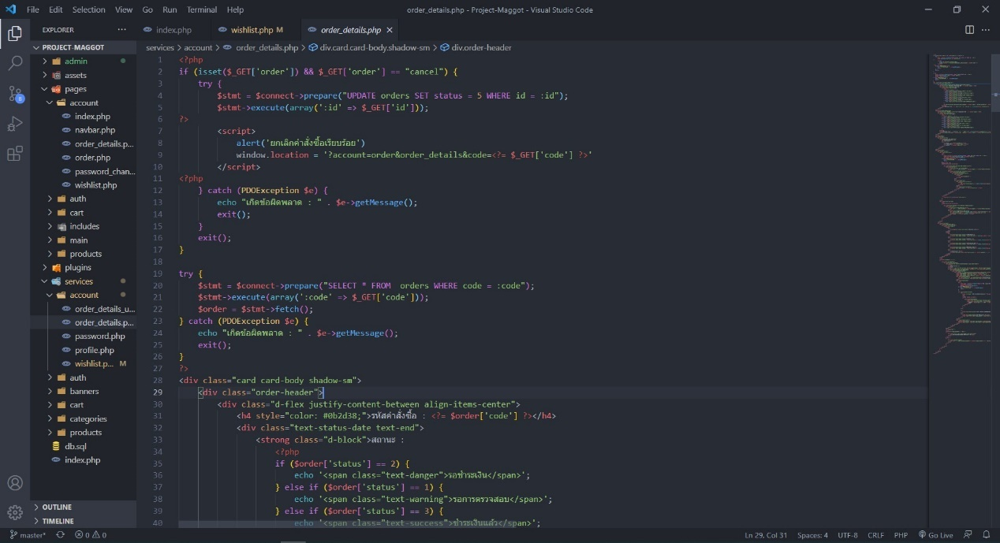 File Edit Selection View Go Run Terminal Help order_details.php - Project-Maggot - Visual Studio Code
EXPLORER ...
index.php wishlist.php M order_details.php
services > account > order_details.php > div.card.card-body.shadow-sm > div.order-header
PROJECT-MAGGOT
admin
assets
pages
account
index.php
navbar.php
order_details.p...
order.php
password_chan...
wishlist.php
auth
cart
includes
main
products
plugins
services
account
order_details_u...
order_details.p...
password.php
profile.php
wishlist.p... M
auth
banners
cart
categories
products
db.sql
index.php
OUTLINE
TIMELINE
8
1 <?php
2 if (isset($_GET['order']) && $_GET['order'] == "cancel") {
3 try {
4 $stmt = $connect->prepare("UPDATE orders SET status = 5 WHERE id = :id");
5 $stmt->execute(array(':id' => $_GET['id']));
6 ?>
7 <script>
8 alert('ยกเลิกคำสั่งซื้อเรียบร้อย')
9 window.location = '?account=order&order_details&code=<?= $_GET['code'] ?>'
10 </script>
11 <?php
12 } catch (PDOException $e) {
13 echo "เกิดข้อผิดพลาด : " . $e->getMessage();
14 exit();
15 }
16 exit();
17 }
18
19 try {
20 $stmt = $connect->prepare("SELECT * FROM  orders WHERE code = :code");
21 $stmt->execute(array(':code' => $_GET['code']));
22 $order = $stmt->fetch();
23 } catch (PDOException $e) {
24 echo "เกิดข้อผิดพลาด : " . $e->getMessage();
25 exit();
26 }
27 ?>
28 <div class="card card-body shadow-sm">
29 <div class="order-header">
30 <div class="d-flex justify-content-between align-items-center">
31 <h4 style="color: #0b2d38;">รหัสคำสั่งซื้อ : <?= $order['code'] ?></h4>
32 <div class="text-status-date text-end">
33 <strong class="d-block">สถานะ :
34 <?php
35 if ($order['status'] == 2) {
36 echo '<span class="text-danger">รอชำระเงิน</span>';
37 } else if ($order['status'] == 1) {
38 echo '<span class="text-warning">รอการตรวจสอบ</span>';
39 } else if ($order['status'] == 3) {
40 echo '<span class="text-success">ชำระเงินแล้ว</span>';
master* 0 0 Ln 29, Col 31 Spaces: 4 UTF-8 CRLF PHP Go Live